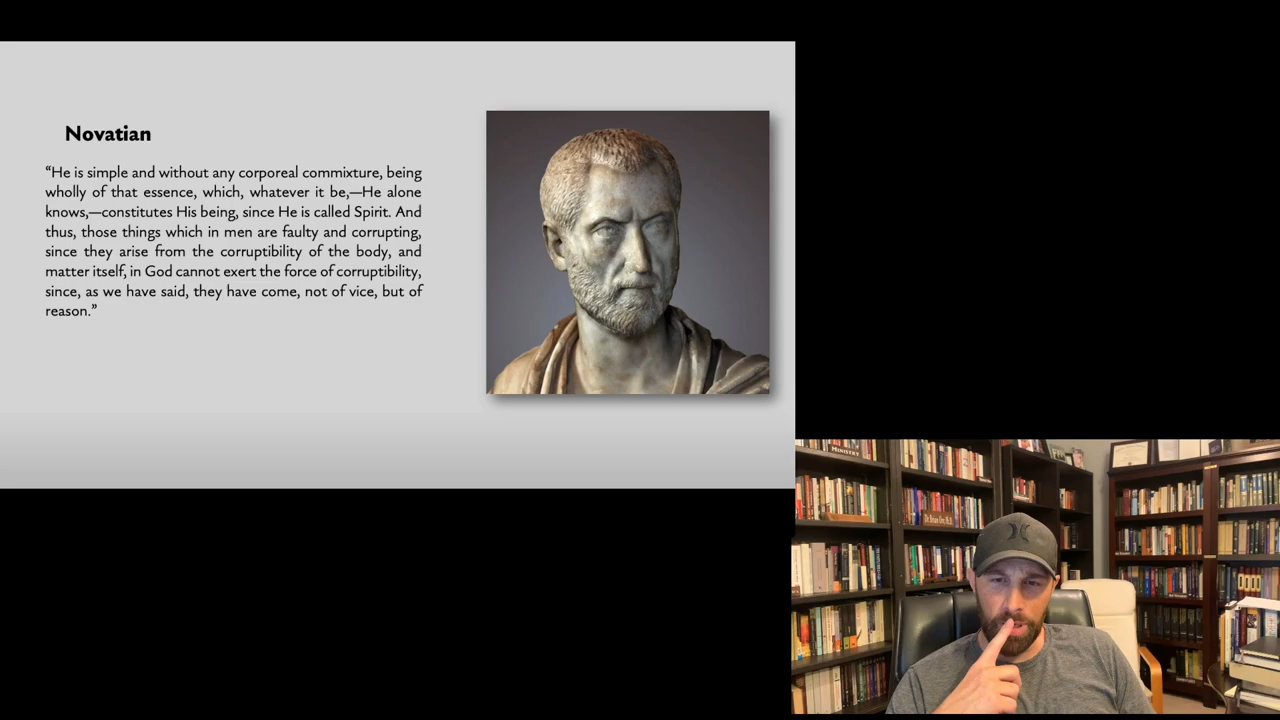 Novatian
“He is simple and without any corporeal commixture, being
wholly of that essence, which, whatever it be,—He alone
knows,—constitutes His being, since He is called Spirit. And
thus, those things which in men are faulty and corrupting,
since they arise from the corruptibility of the body, and
matter itself, in God cannot exert the force of corruptibility,
since, as we have said, they have come, not of vice, but of
reason.”
MINISTRY